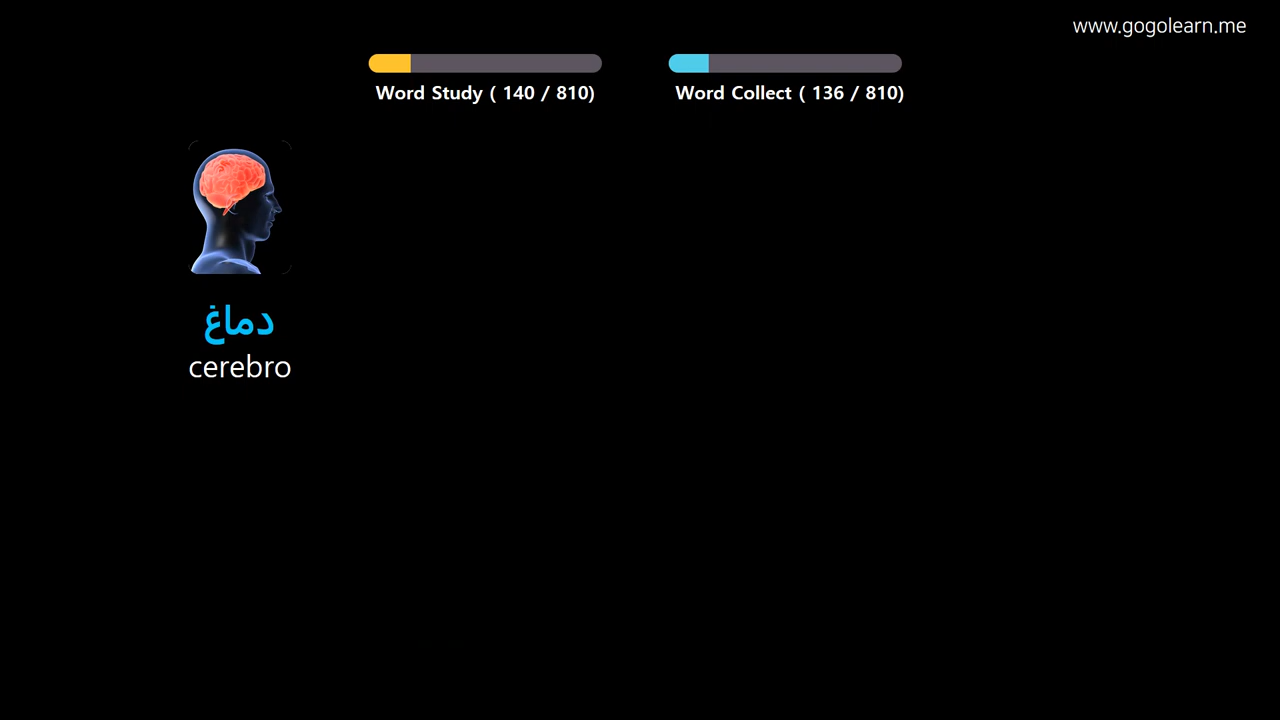 www.gogolearn.me
Word Study ( 140 / 810)
Word Collect ( 136 / 810)
دماغ
cerebro